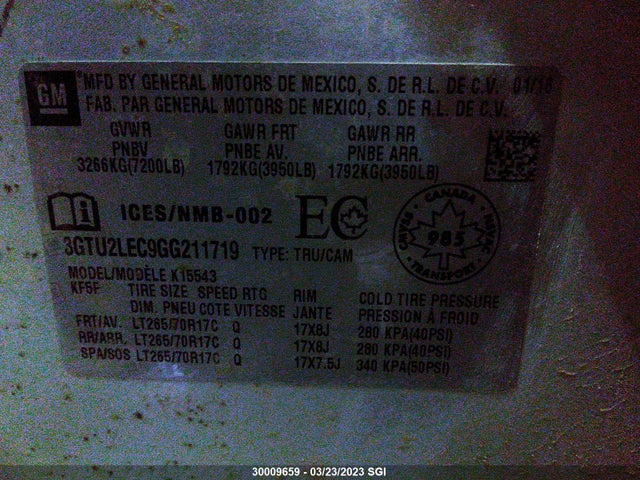 GM
MFD BY GENERAL MOTORS DE MEXICO, S. DE R.L. DE C.V. 01/16
FAB. PAR GENERAL MOTORS DE MEXICO, S. DE R.L. DE C.V.
GVWR GAWR FRT GAWR RR
PNBV PNBE AV. PNBE ARR.
3266KG(7200LB) 1792KG(3950LB) 1792KG(3950LB)
i ICES/NMB-002 EC
CANADA
CANADA
985
TRANSPORT
3GTU2LEC9GG211719 TYPE: TRU/CAM
MODEL/MODÈLE K15543
KF5F TIRE SIZE SPEED RTG RIM COLD TIRE PRESSURE
DIM. PNEU COTE VITESSE JANTE PRESSION À FROID
FRT/AV. LT265/70R17C Q 17X8J 280 KPA(40PSI)
RR/ARR. LT265/70R17C Q 17X8J 280 KPA(40PSI)
SPA/SOS LT265/70R17C Q 17X7.5J 340 KPA(50PSI)
30009659 - 03/23/2023 SGI